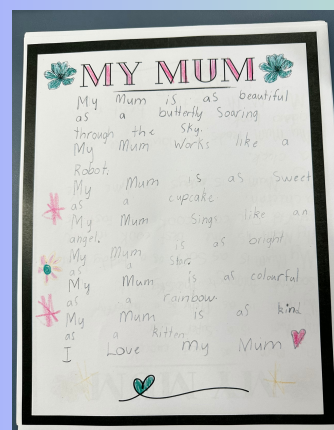 MY MUM
My Mum is as beautiful
as a butterfly Soaring
through the Sky.
My Mum Works like a
Robot.
My Mum is as Sweet
as a cupcake
My Mum Sings like an
angel.
My Mum is as bright
as a Star.
My Mum is as colourful
as a rainbow.
My Mum is as kind
as a kitten.
I Love my Mum